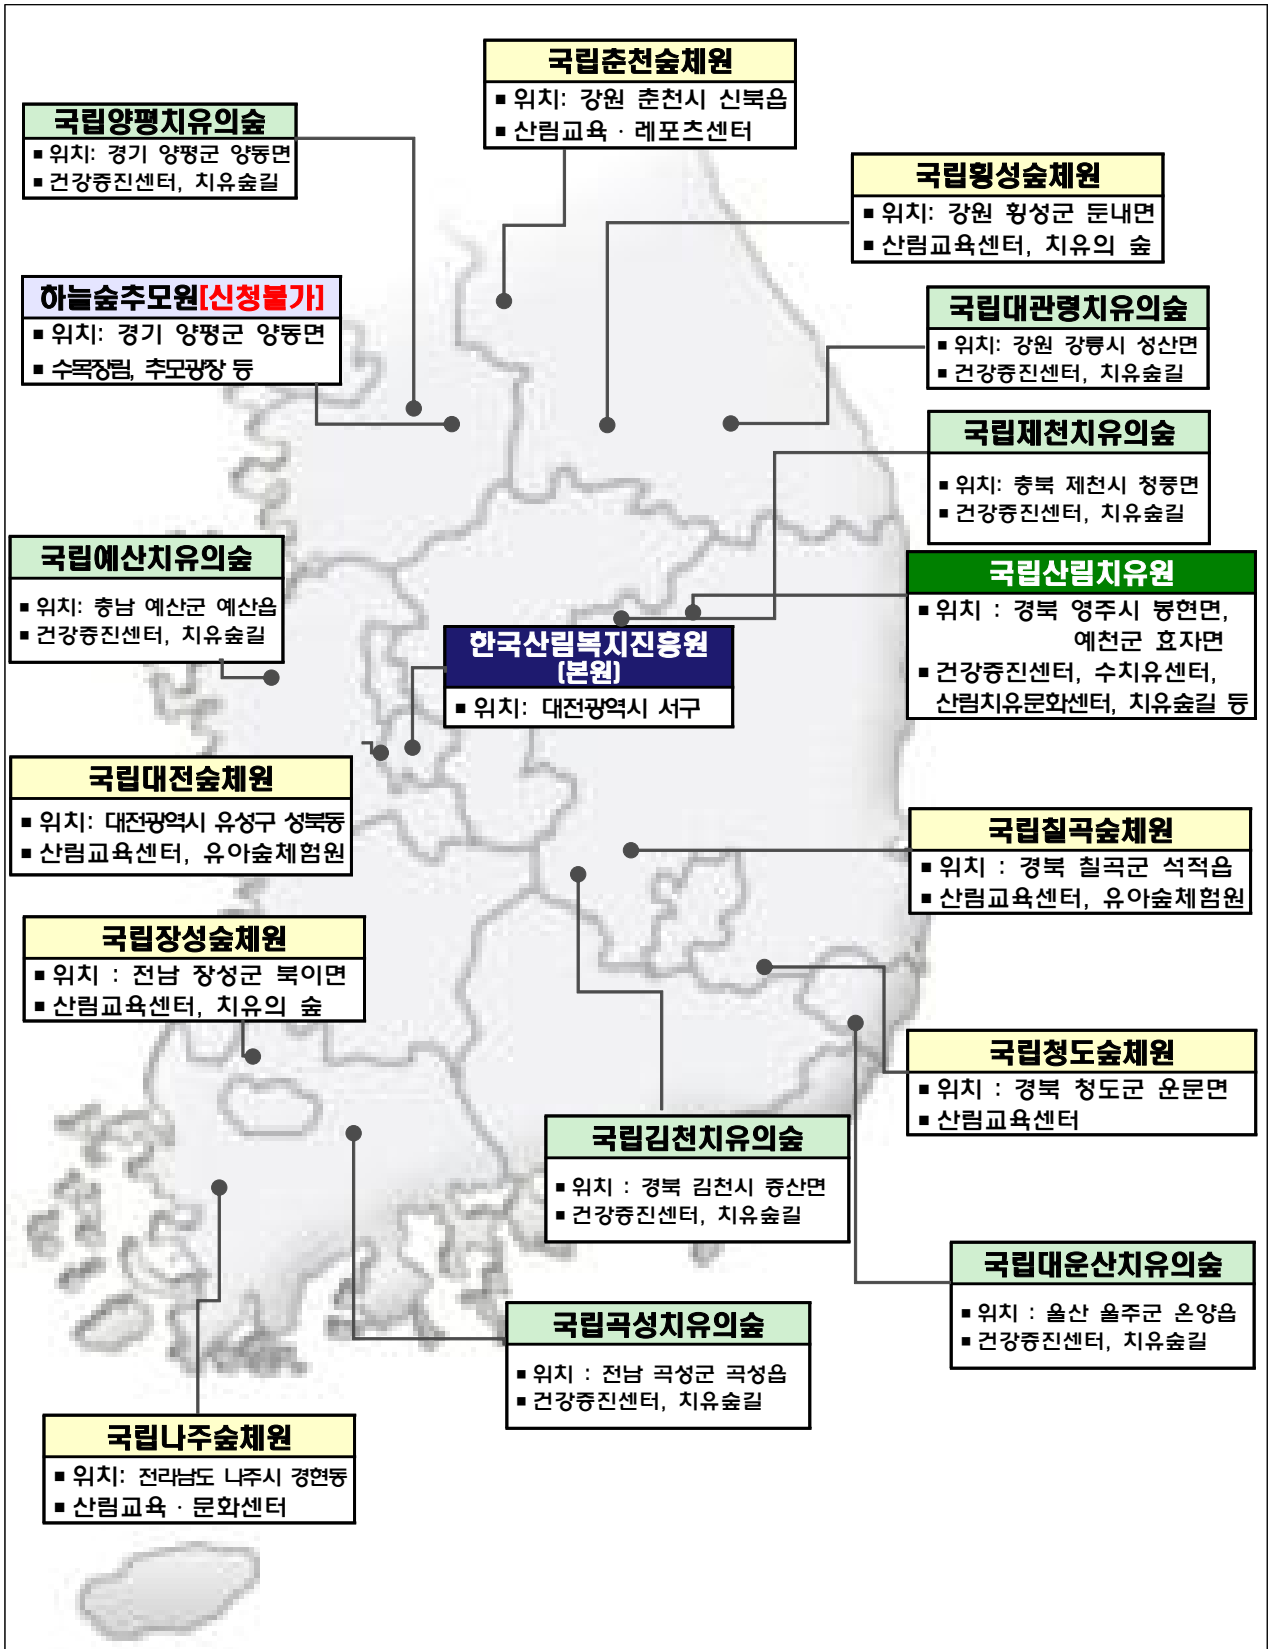 국립춘천숲체원
■ 위치: 강원 춘천시 신북읍
■ 산림교육 · 레포츠센터
국립양평치유의숲
■ 위치: 경기 양평군 양동면
■ 건강증진센터, 치유숲길
국립횡성숲체원
■ 위치: 강원 횡성군 둔내면
■ 산림교육센터, 치유의 숲
하늘숲추모원[신청불가]
■ 위치: 경기 양평군 양동면
■ 수목장림, 추모광장 등
국립대관령치유의숲
■ 위치: 강원 강릉시 성산면
■ 건강증진센터, 치유숲길
국립제천치유의숲
■ 위치: 충북 제천시 청풍면
■ 건강증진센터, 치유숲길
국립예산치유의숲
■ 위치: 충남 예산군 예산읍
■ 건강증진센터, 치유숲길
국립산림치유원
■ 위치 : 경북 영주시 봉현면,
예천군 효자면
■ 건강증진센터, 수치유센터,
산림치유문화센터, 치유숲길 등
한국산림복지진흥원
(본원)
■ 위치: 대전광역시 서구
국립대전숲체원
■ 위치: 대전광역시 유성구 성북동
■ 산림교육센터, 유아숲체험원
국립칠곡숲체원
■ 위치 : 경북 칠곡군 석적읍
■ 산림교육센터, 유아숲체험원
국립장성숲체원
■ 위치 : 전남 장성군 북이면
■ 산림교육센터, 치유의 숲
국립청도숲체원
■ 위치 : 경북 청도군 운문면
■ 산림교육센터
국립김천치유의숲
■ 위치 : 경북 김천시 증산면
■ 건강증진센터, 치유숲길
국립대운산치유의숲
■ 위치 : 울산 울주군 온양읍
■ 건강증진센터, 치유숲길
국립곡성치유의숲
■ 위치 : 전남 곡성군 곡성읍
■ 건강증진센터, 치유숲길
국립나주숲체원
■ 위치: 전라남도 나주시 경현동
■ 산림교육 · 문화센터